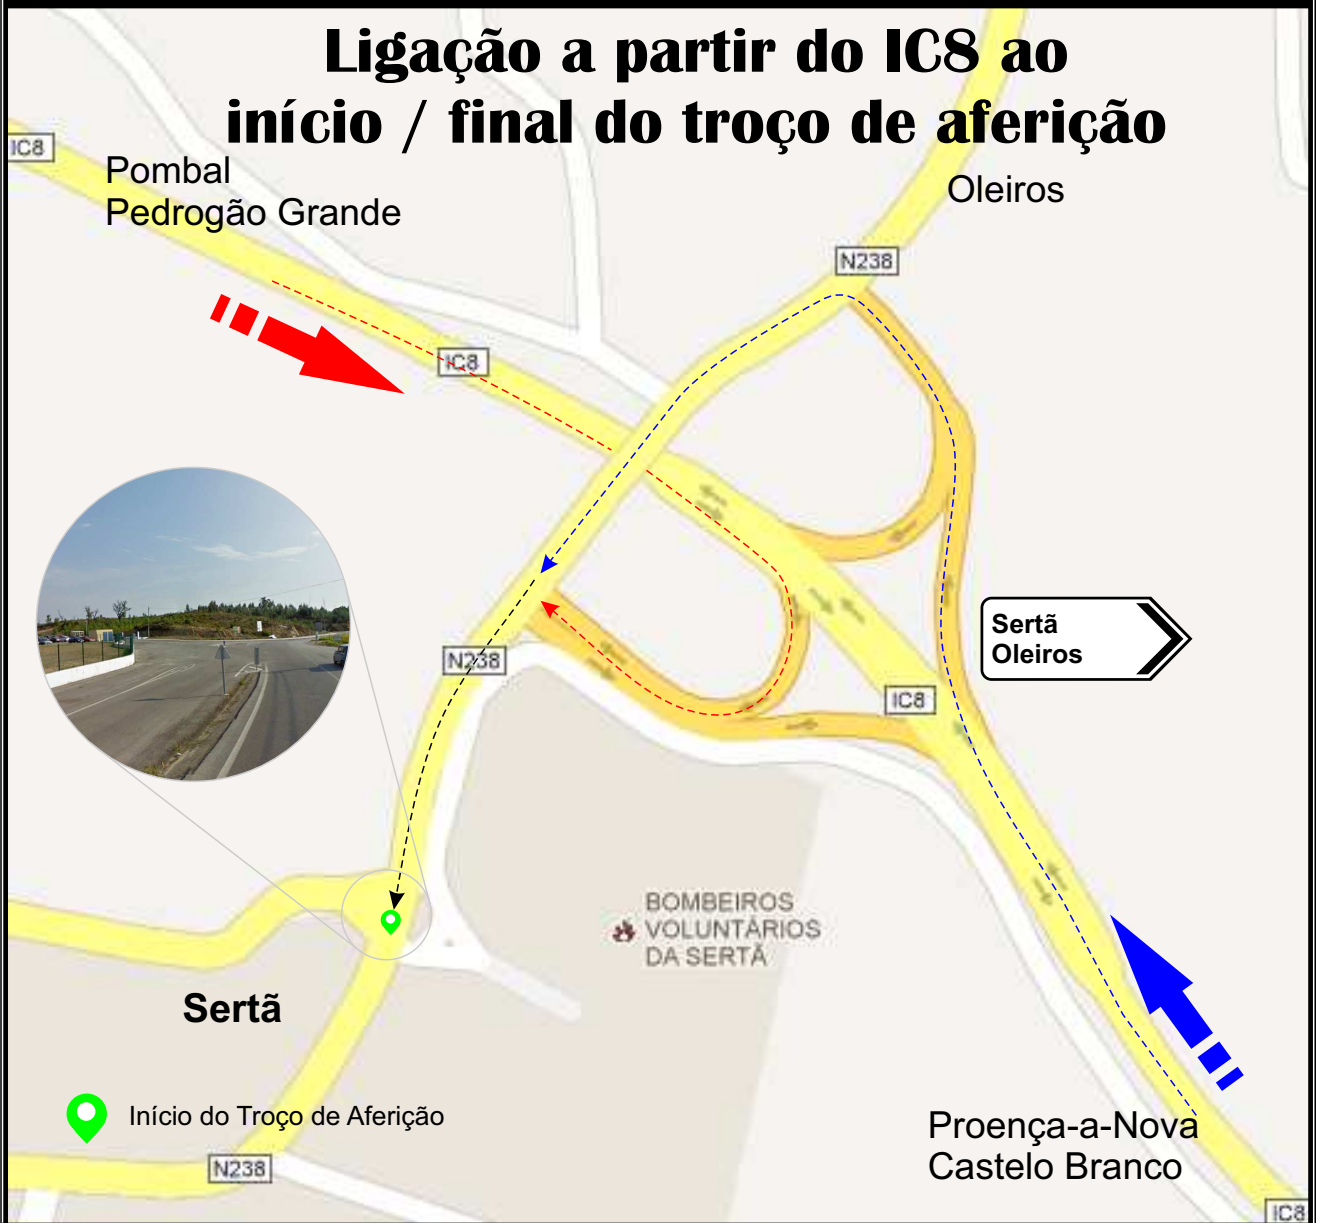 Ligação a partir do IC8 ao
início / final do troço de aferição
IC8
Pombal
Pedrogão Grande
Oleiros
N238
IC8
Sertã
Oleiros
N238
IC8
BOMBEIROS
VOLUNTÁRIOS
DA SERTÃ
Sertã
Início do Troço de Aferição
Proença-a-Nova
Castelo Branco
N238
IC8